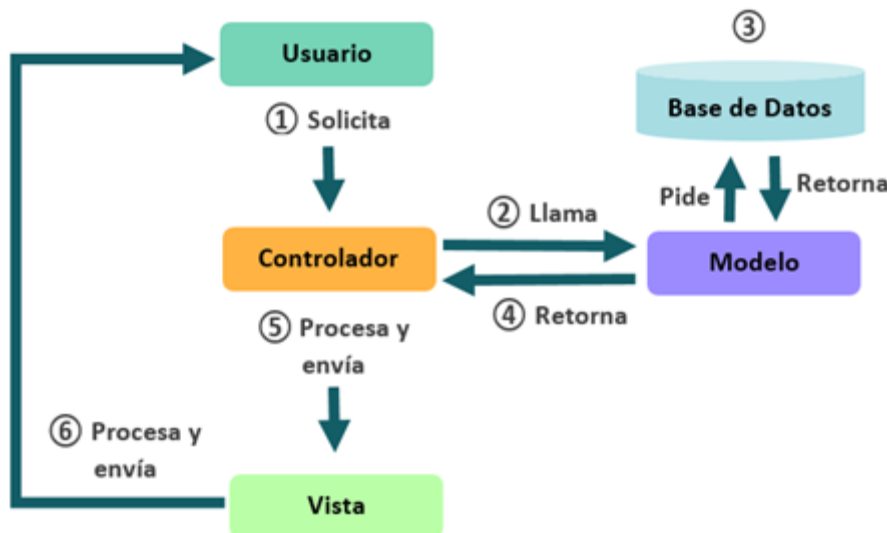 ③
Usuario
Base de Datos
① Solicita
Pide
Retorna
② Llama
Controlador
Modelo
④ Retorna
⑤ Procesa y
envía
⑥ Procesa y
envía
Vista